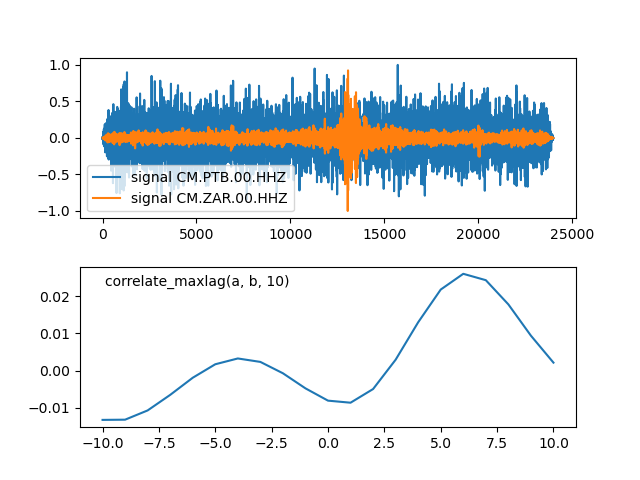 1.0
0.5
0.0
−0.5
−1.0
signal CM.PTB.00.HHZ
signal CM.ZAR.00.HHZ
0 5000 10000 15000 20000 25000
correlate_maxlag(a, b, 10)
0.02
0.01
0.00
−0.01
−10.0 −7.5 −5.0 −2.5 0.0 2.5 5.0 7.5 10.0